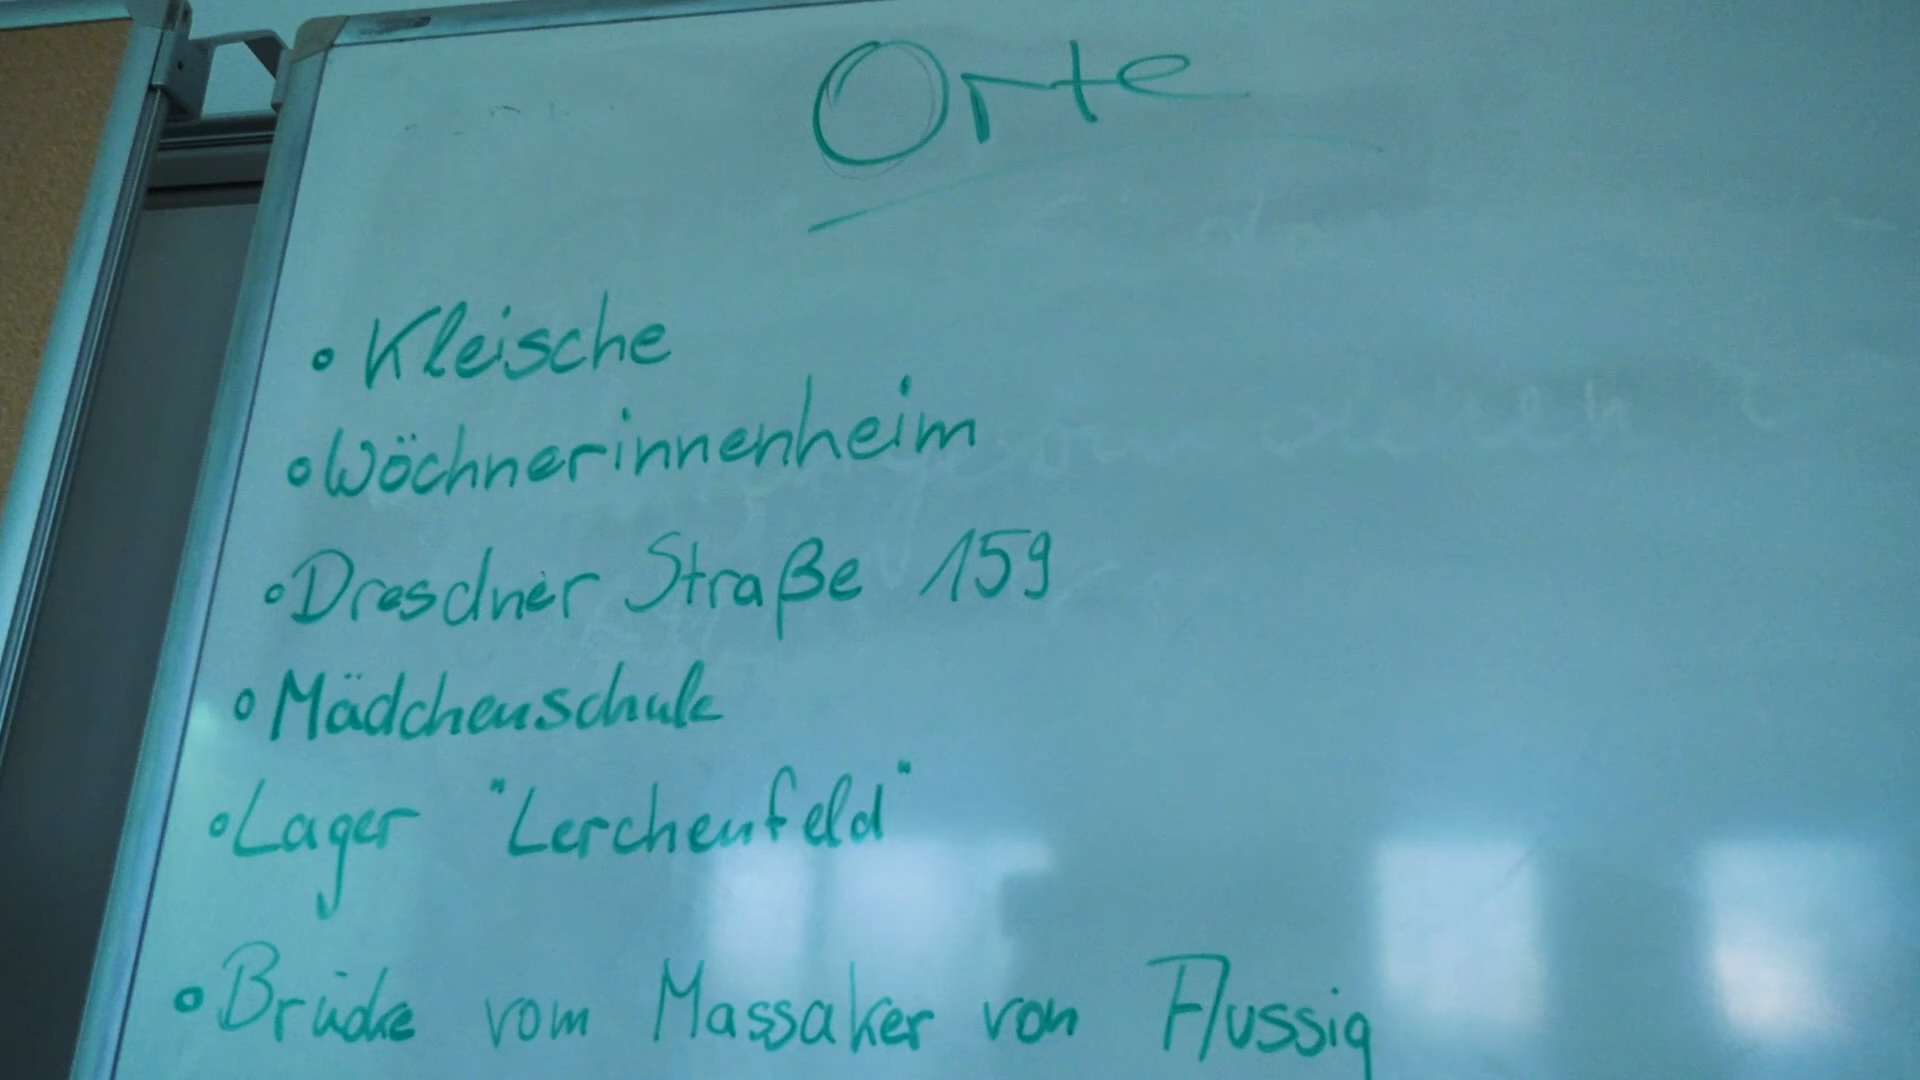 Orte
• Kleische
• Wöchnerinnenheim
• Dresdner Straße 159
• Mädchenschule
• Lager "Lerchenfeld"
• Brücke vom Massaker von Aussig